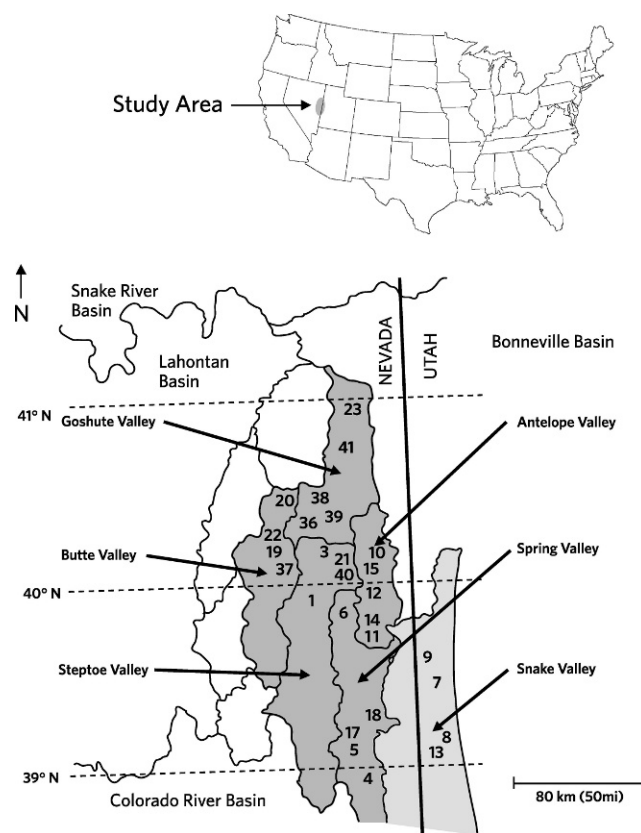 Study Area
N
Snake River
Basin
Lahontan
Basin
NEVADA
UTAH
Bonneville Basin
41° N
23
Goshute Valley
Antelope Valley
41
20
38
36
39
22
19
10
3
21
Butte Valley
37
40
15
Spring Valley
40° N
1
6
12
14
11
9
Steptoe Valley
7
Snake Valley
18
17
8
5
13
39° N
4
Colorado River Basin
80 km (50mi)